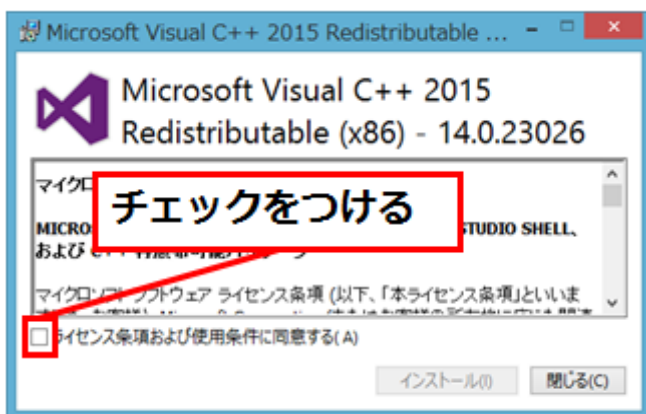 Microsoft Visual C++ 2015 Redistributable ...
Microsoft Visual C++ 2015
Redistributable (x86) - 14.0.23026
マイクロ
チェックをつける
MICRO STUDIO SHELL、
および C++
マイクロソフト ソフトウェア ライセンス条項 (以下、「本ライセンス条項」といいま
ライセンス条項および使用条件に同意する(A)
インストール(I)
閉じる(C)